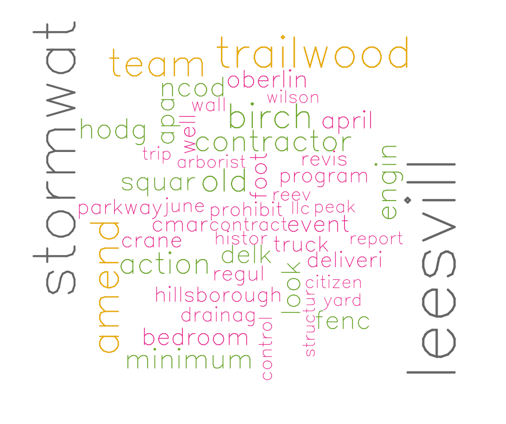 stormwat
trailwood
team
oberlin
ncod
wilson
wall
birch
april
hodg
apa
well
contractor
trip
arborist
foot
revis
engin
program
squar
old
reev
parkway
june
prohibit
llc
peak
leesvill
amend
cmar
contract
event
crane
histor
truck
report
delk
deliveri
action
regul
look
citizen
hillsborough
structur
yard
drainag
control
fenc
bedroom
minimum